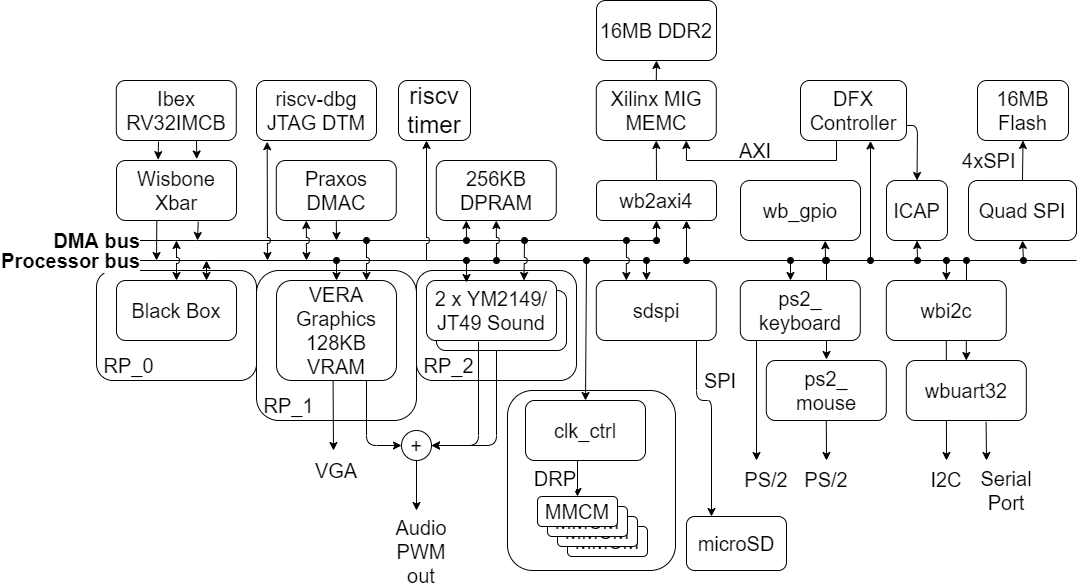 16MB DDR2
Ibex
RV32IMCB
riscv-dbg
JTAG DTM
riscv
timer
Xilinx MIG
MEMC
DFX
Controller
16MB
Flash
AXI
4xSPI
Wisbone
Xbar
Praxos
DMAC
256KB
DPRAM
wb2axi4
wb_gpio
ICAP
Quad SPI
DMA bus
Processor bus
Black Box
RP_0
VERA
Graphics
128KB
VRAM
RP_1
2 x YM2149/
JT49 Sound
RP_2
sdspi
ps2_
keyboard
wbi2c
SPI
ps2_
mouse
wbuart32
clk_ctrl
+
VGA
DRP
PS/2
PS/2
I2C
Serial
Port
MMCM
Audio
PWM
out
microSD